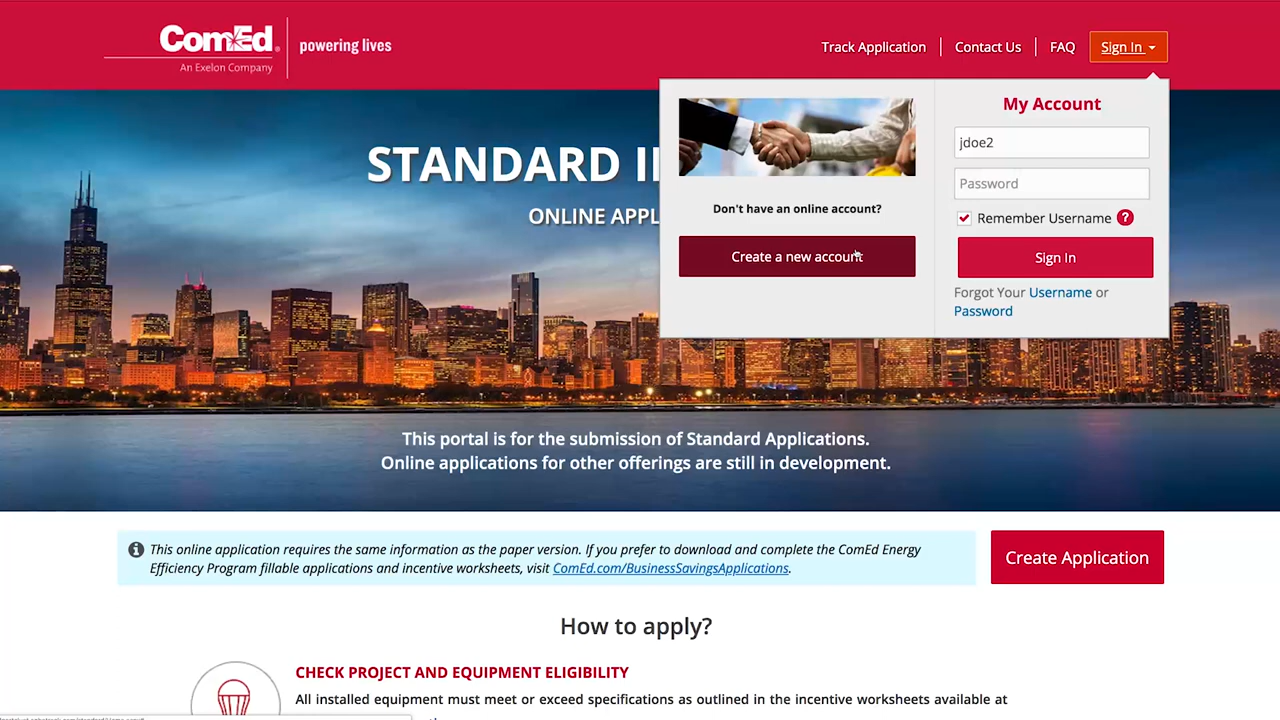 ComEd®
An Exelon Company
powering lives
Track Application
Contact Us
FAQ
Sign In
STANDARD
ONLINE APPL
Don't have an online account?
Create a new account
My Account
jdoe2
Password
Remember Username ?
Sign In
Forgot Your Username or
Password
This portal is for the submission of Standard Applications.
Online applications for other offerings are still in development.
This online application requires the same information as the paper version. If you prefer to download and complete the ComEd Energy
Efficiency Program fillable applications and incentive worksheets, visit ComEd.com/BusinessSavingsApplications.
Create Application
How to apply?
CHECK PROJECT AND EQUIPMENT ELIGIBILITY
All installed equipment must meet or exceed specifications as outlined in the incentive worksheets available at